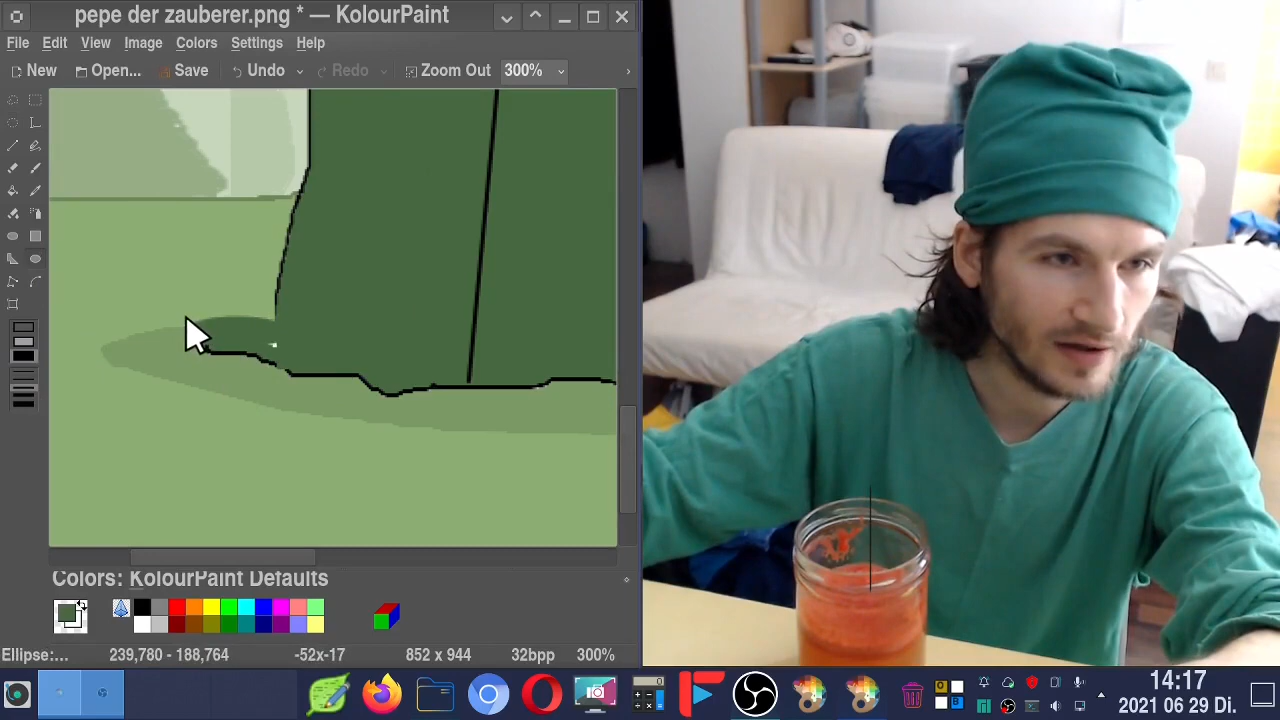 pepe der zauberer.png * — KolourPaint
File Edit View Image Colors Settings Help
New Open... Save Undo Redo Zoom Out 300%
Colors: KolourPaint Defaults
Ellipse:... 239,780 - 188,764 -52x-17 852 x 944 32bpp 300%
14:17
2021 06 29 Di.